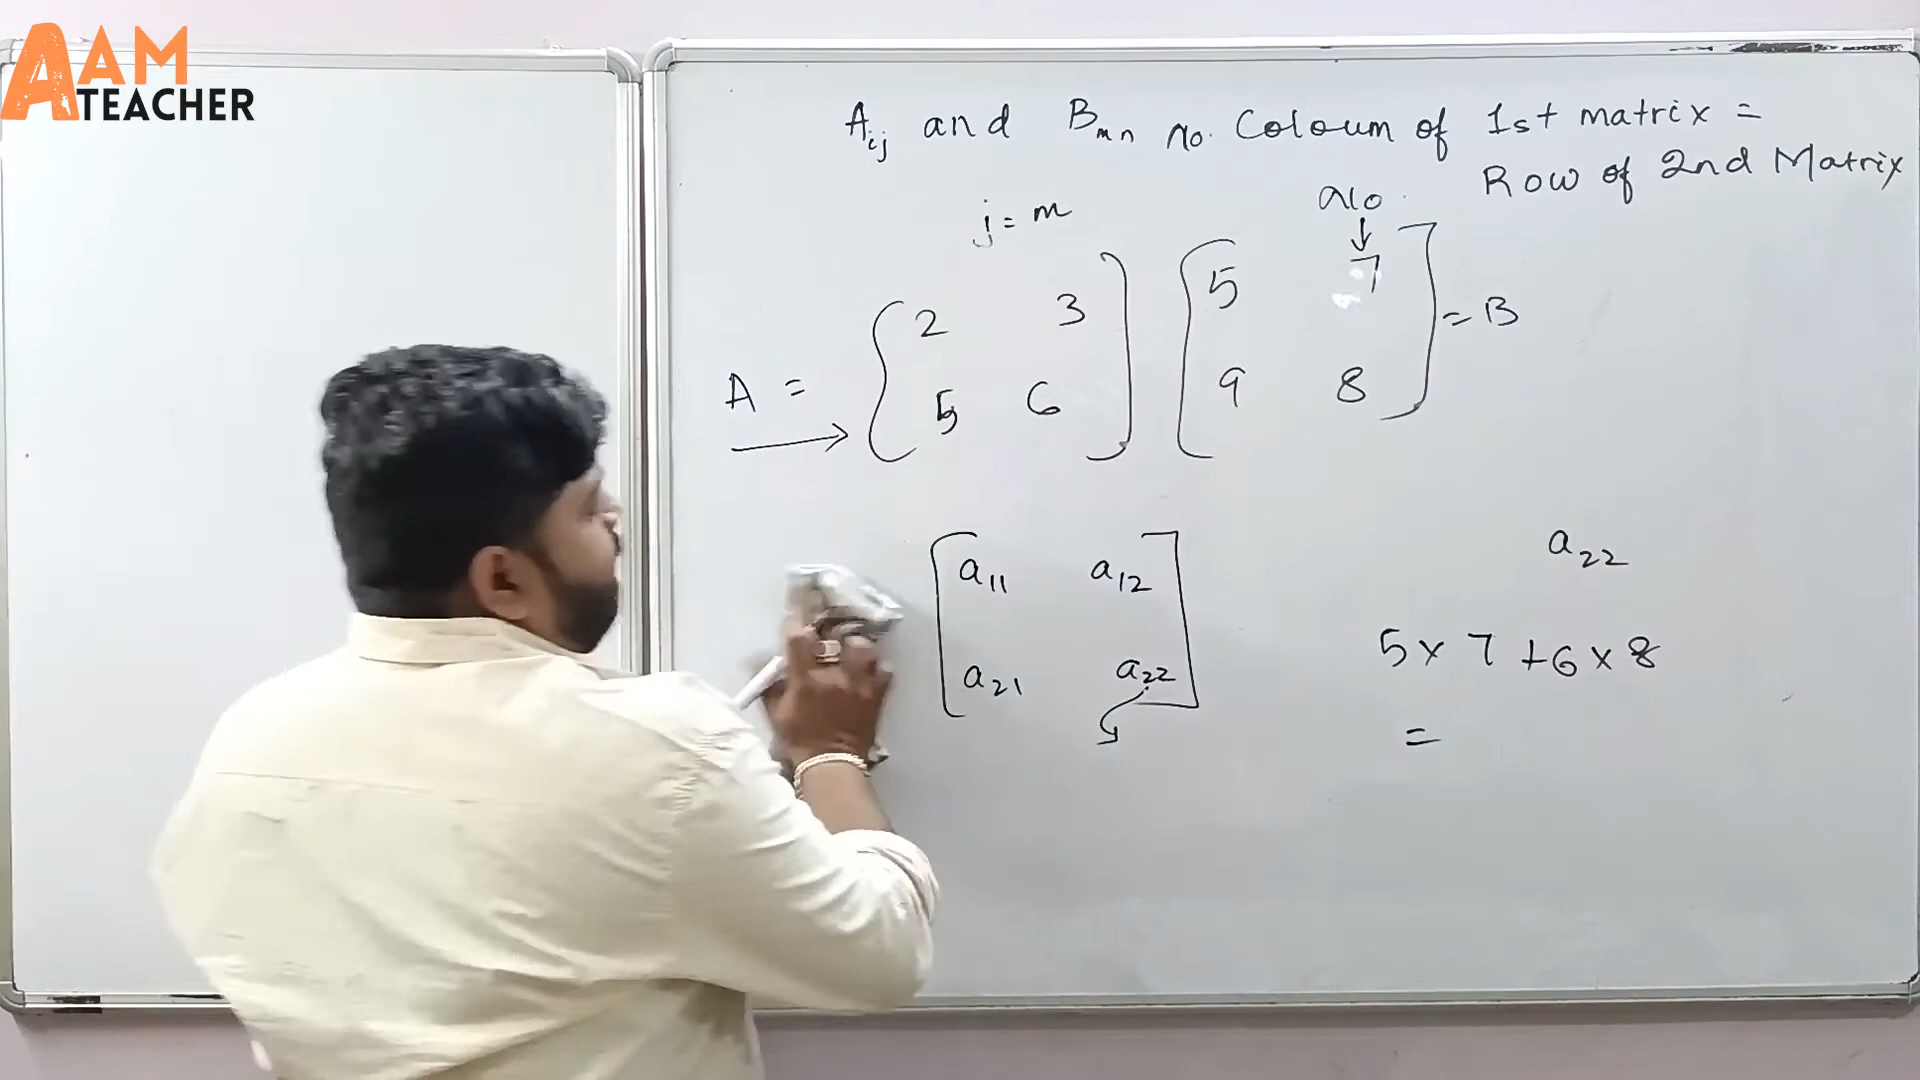 AAM
TEACHER
Aij and Bmn no. Coloum of 1st matrix =
Row of 2nd Matrix
j = m
2 3
5 6
A =
5 7
9 8
= B
a11 a12
a21 a22
a22
5 x 7 + 6 x 8
=